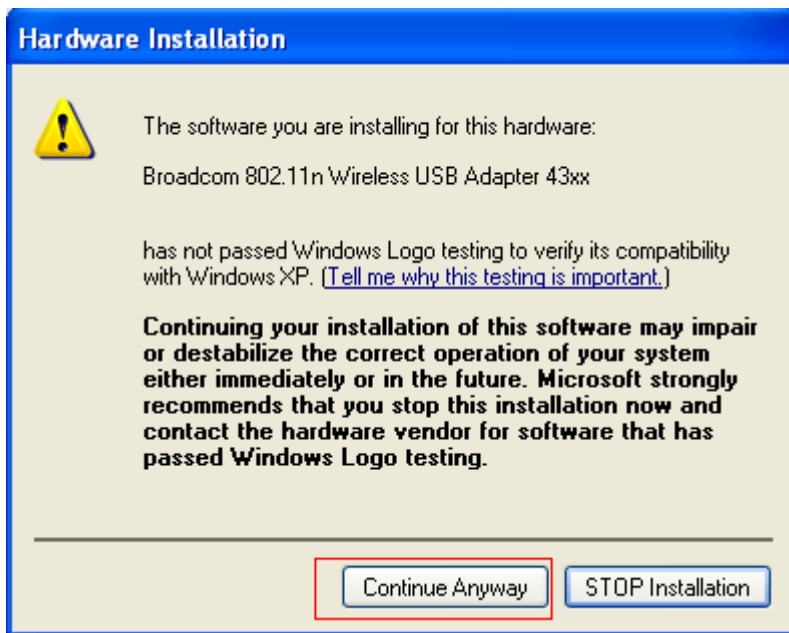 Hardware Installation
The software you are installing for this hardware:
Broadcom 802.11n Wireless USB Adapter 43xx
has not passed Windows Logo testing to verify its compatibility
with Windows XP. (Tell me why this testing is important.)
Continuing your installation of this software may impair
or destabilize the correct operation of your system
either immediately or in the future. Microsoft strongly
recommends that you stop this installation now and
contact the hardware vendor for software that has
passed Windows Logo testing.
Continue Anyway
STOP Installation